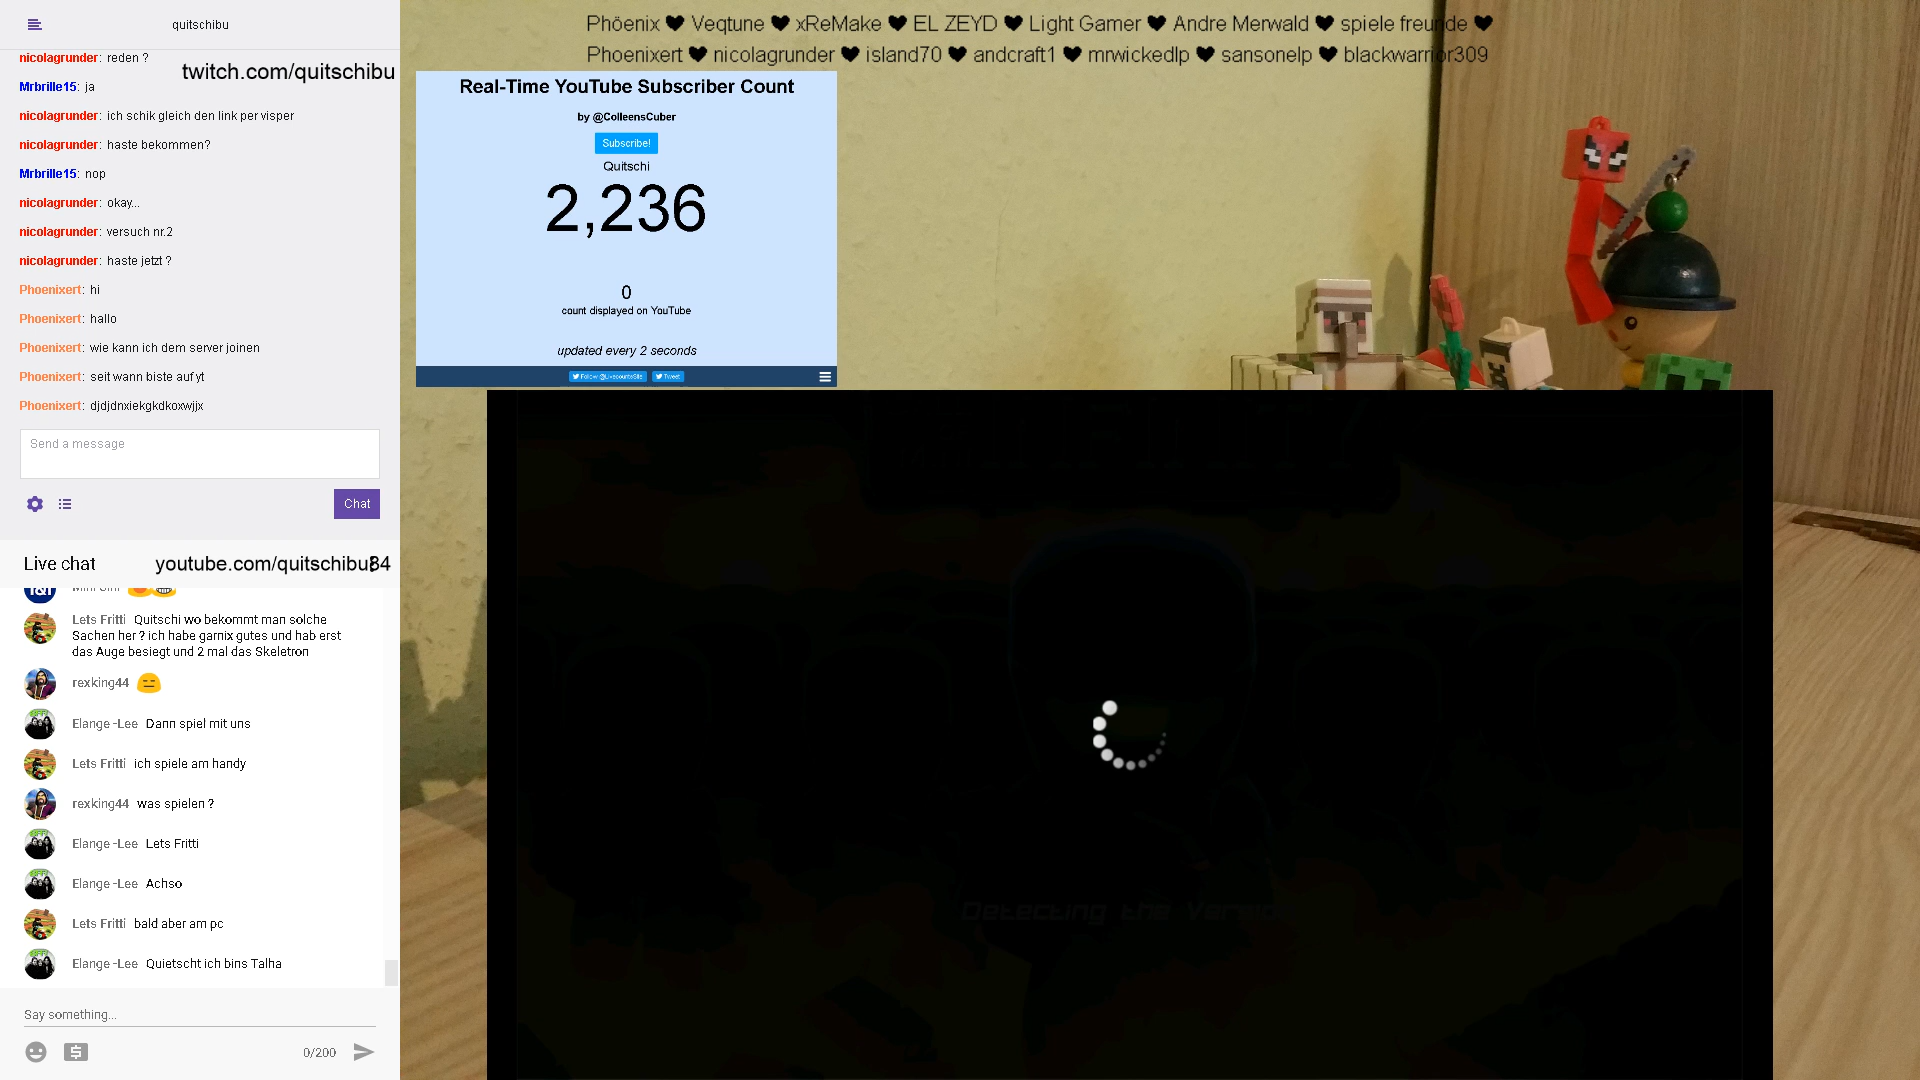 quitschibu
twitch.com/quitschibu
nicolagrunder: reden ?
Mrbrille15: ja
nicolagrunder: ich schik gleich den link per visper
nicolagrunder: haste bekommen?
Mrbrille15: nop
nicolagrunder: okay...
nicolagrunder: versuch nr.2
nicolagrunder: haste jetzt ?
Phoenixert: hi
Phoenixert: hallo
Phoenixert: wie kann ich dem server joinen
Phoenixert: seit wann biste auf yt
Phoenixert: djdjdnxiekgkdkoxwjjx
Send a message
Chat
Live chat
youtube.com/quitschibu84
Lets Fritti Quitschi wo bekommt man solche
Sachen her ? ich habe garnix gutes und hab erst
das Auge besiegt und 2 mal das Skeletron
rexking44
Elange -Lee Dann spiel mit uns
Lets Fritti ich spiele am handy
rexking44 was spielen ?
Elange -Lee Lets Fritti
Elange -Lee Achso
Lets Fritti bald aber am pc
Elange -Lee Quietscht ich bins Talha
Say something...
0/200
Phöenix ♥ Veqtune ♥ xReMake ♥ EL ZEYD ♥ Light Gamer ♥ Andre Merwald ♥ spiele freunde ♥
Phoenixert ♥ nicolagrunder ♥ island70 ♥ andcraft1 ♥ mrwickedlp ♥ sansonelp ♥ blackwarrior309
Real-Time YouTube Subscriber Count
by @ColleensCuber
Subscribe!
Quitschi
2,236
0
count displayed on YouTube
updated every 2 seconds
Follow @LivecountsSite
Tweet
Detecting the Versio